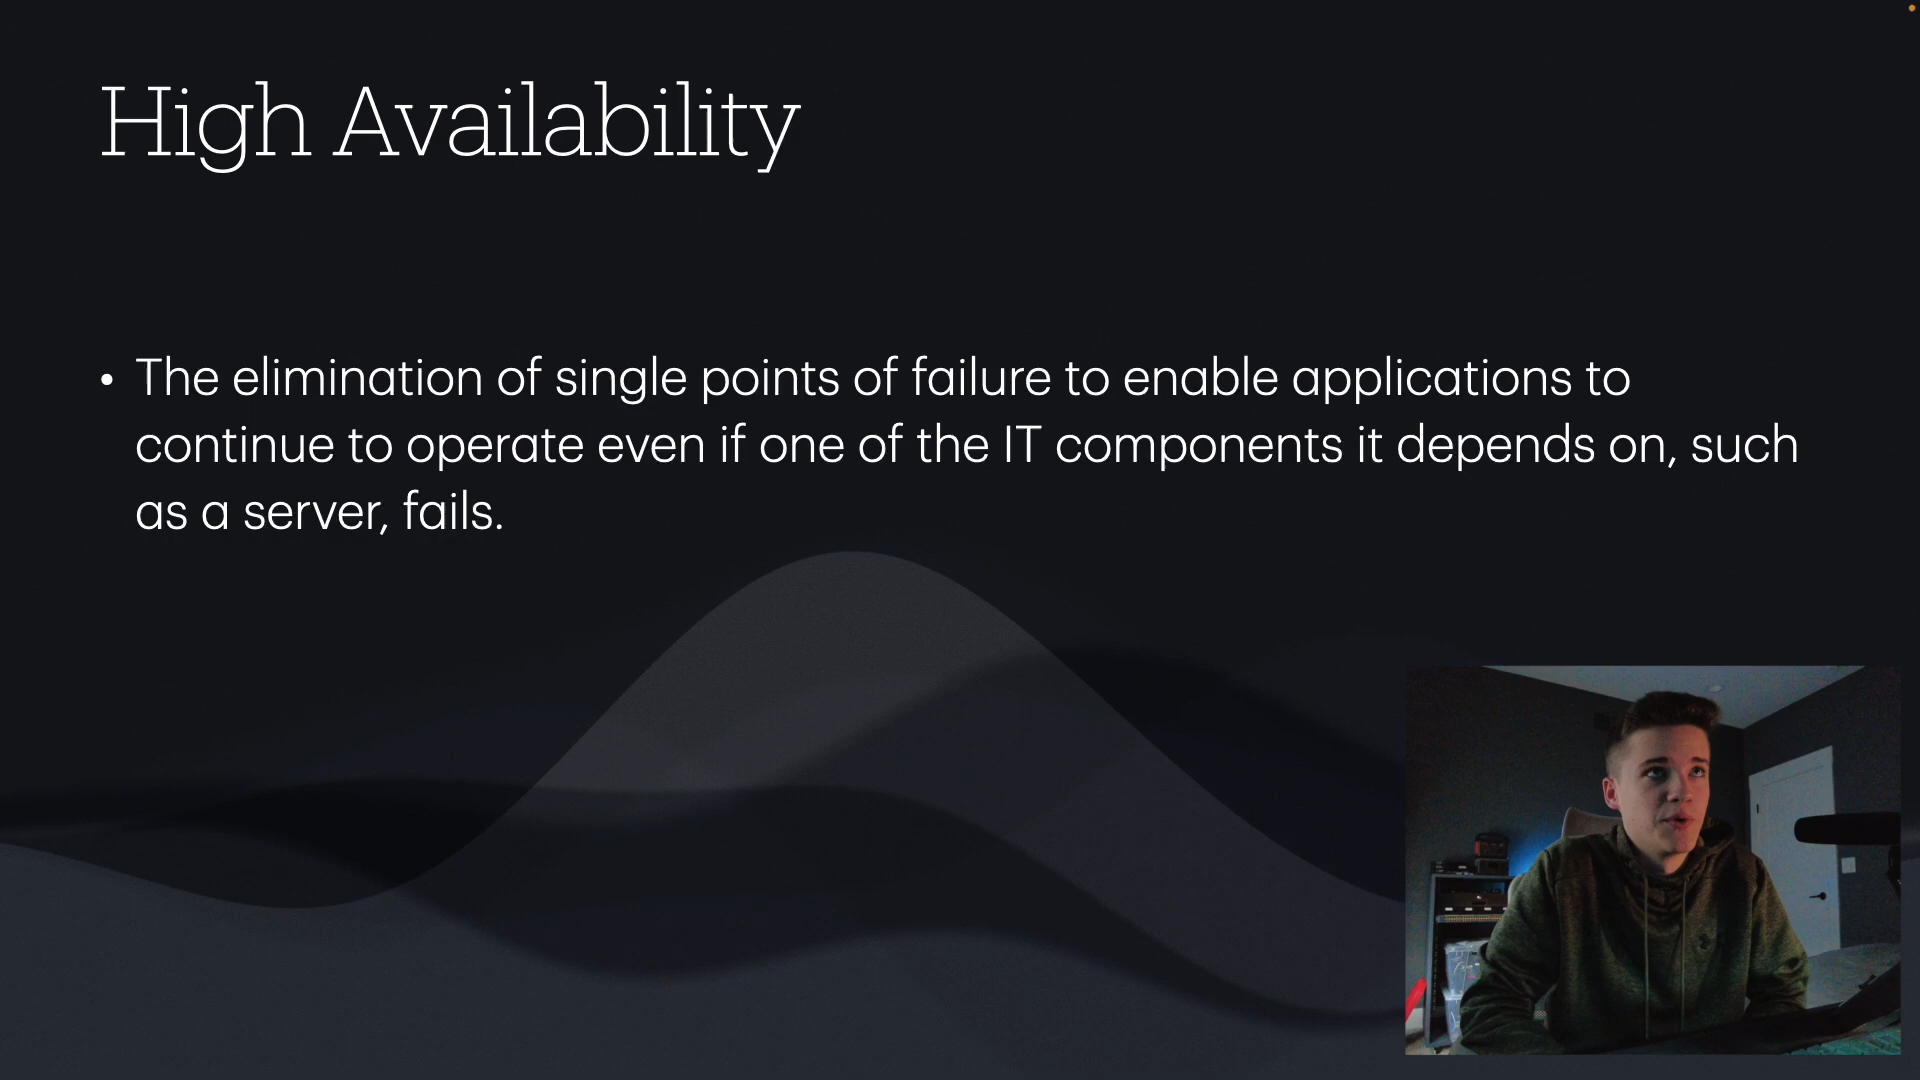 High Availability
• The elimination of single points of failure to enable applications to
continue to operate even if one of the IT components it depends on, such
as a server, fails.